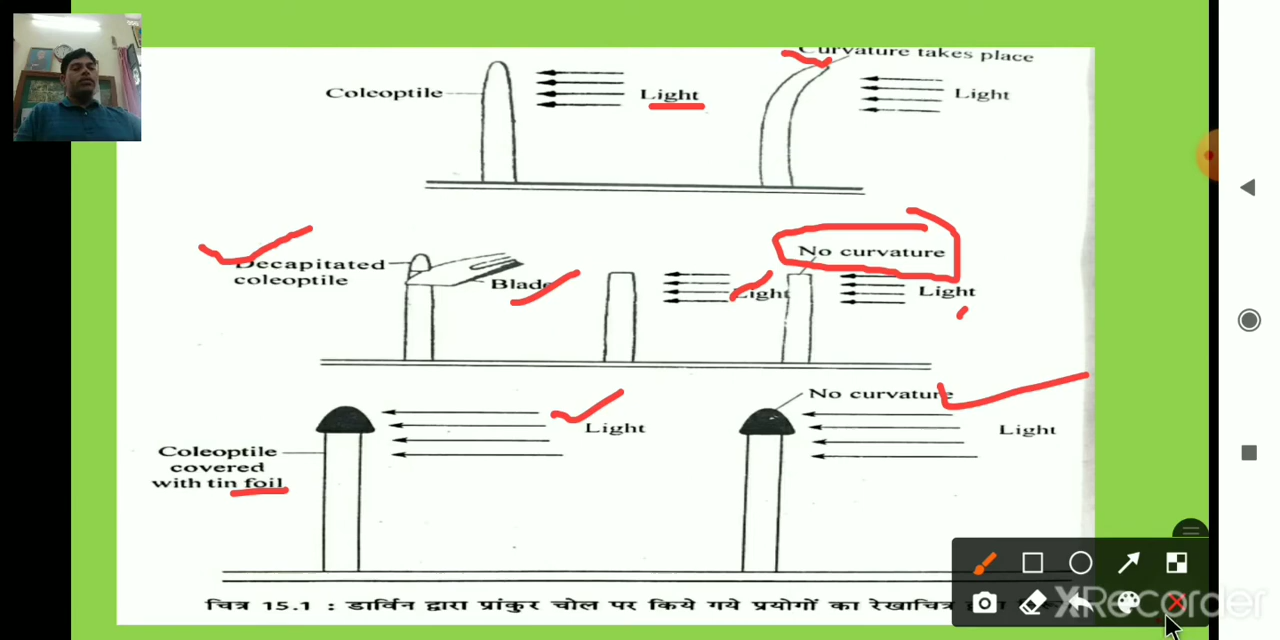 Curvature takes place
Coleoptile
Light
Light
Decapitated
coleoptile
Blade
Light
No curvature
Light
No curvature
Light
Light
Coleoptile
covered
with tin foil
चित्र 15.1 : डार्विन द्वारा प्रांकुर चोल पर किये गये प्रयोगों का रेखाचित्र
XRecorder